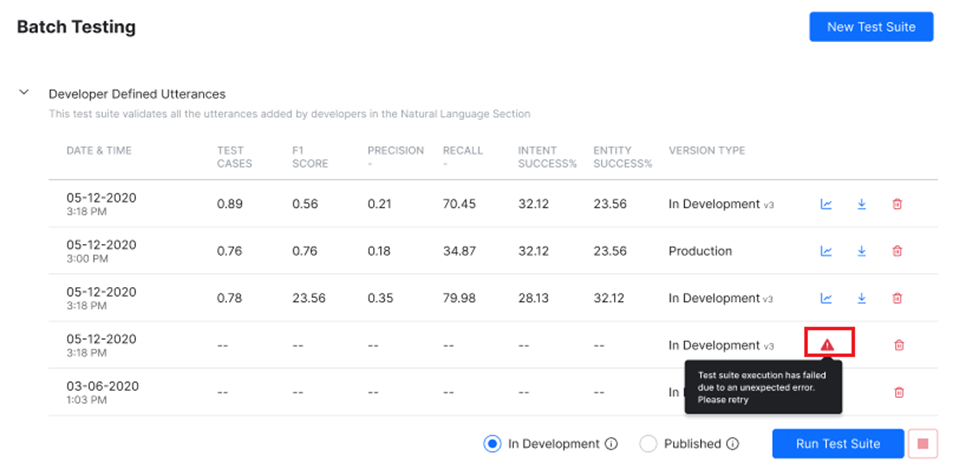 Batch Testing
New Test Suite
Developer Defined Utterances
This test suite validates all the utterances added by developers in the Natural Language Section
DATE & TIME TEST CASES F1 SCORE PRECISION - RECALL - INTENT SUCCESS% ENTITY SUCCESS% VERSION TYPE
05-12-2020 0.89 0.56 0.21 70.45 32.12 23.56 In Development v3
3:18 PM
05-12-2020 0.76 0.76 0.18 34.87 32.12 23.56 Production
3:00 PM
05-12-2020 0.78 23.56 0.35 79.98 28.13 32.12 In Development v3
3:18 PM
05-12-2020 -- -- -- -- -- -- In Development v3
3:18 PM
Test suite execution has failed
due to an unexpected error.
Please retry
03-06-2020 -- -- -- -- -- -- In
1:03 PM
In Development Published Run Test Suite